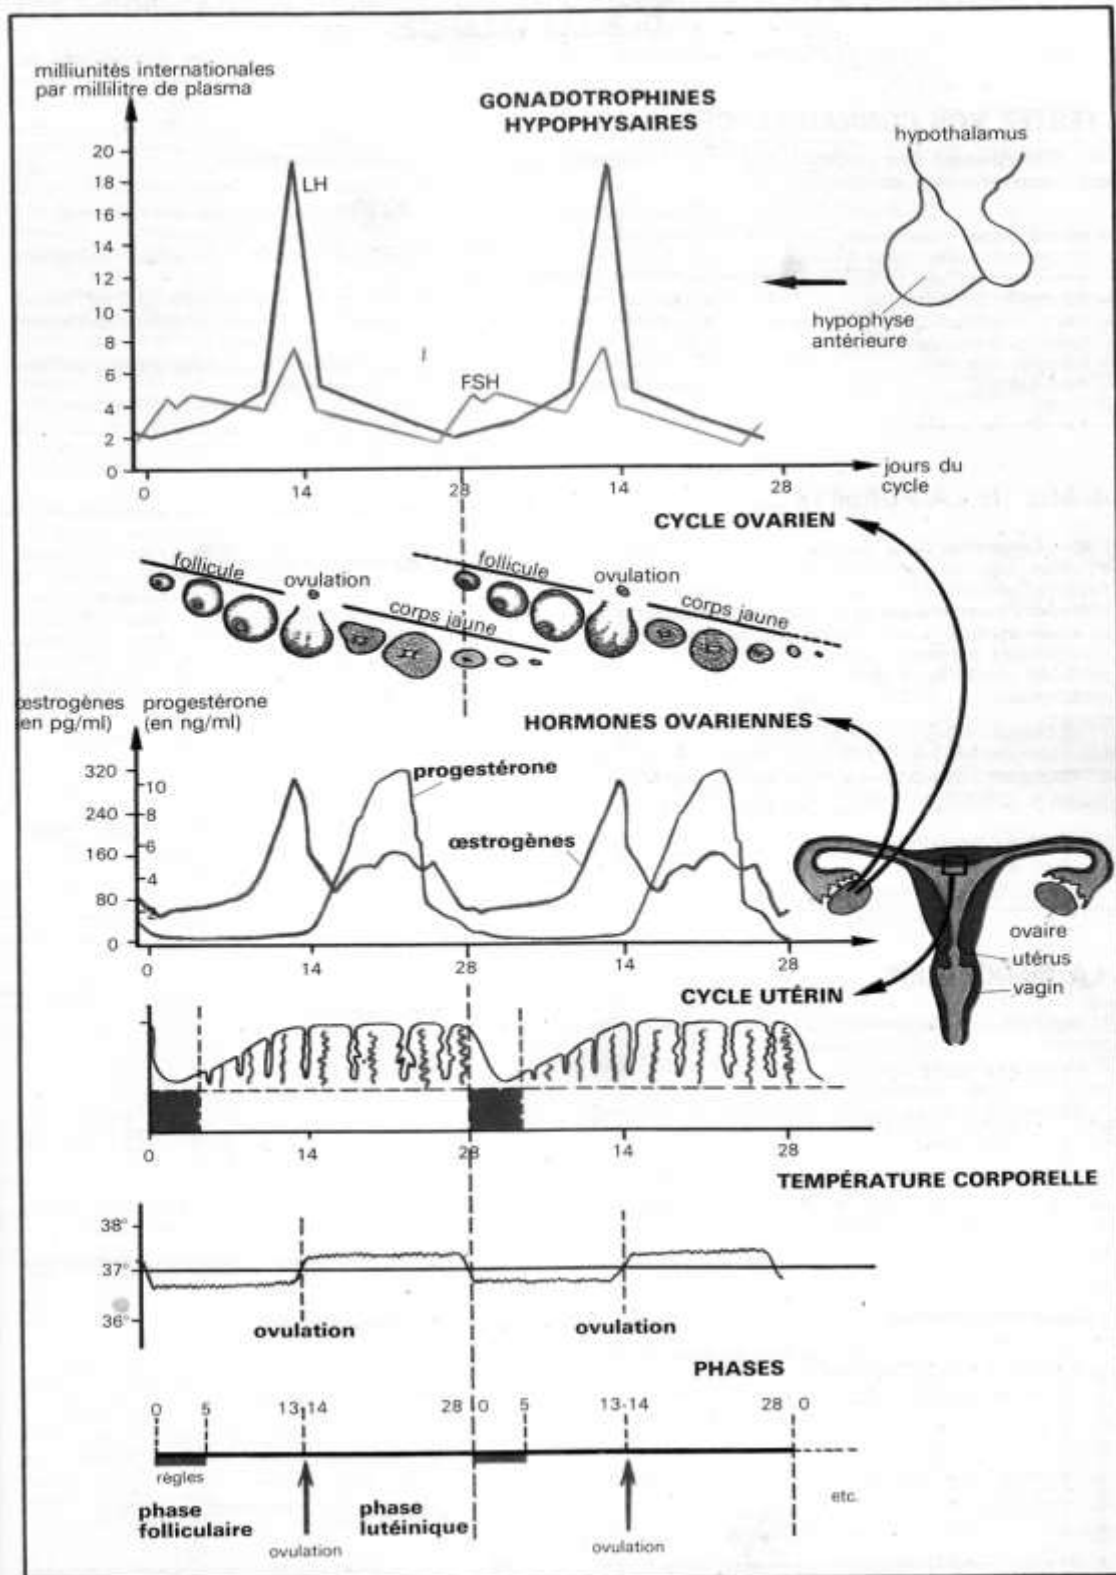 milliunités internationales
par millilitre de plasma
GONADOTROPHINES
HYPOPHYSAIRES
hypothalamus
20
18
16
14
12
10
8
6
4
2
0
LH
FSH
hypophyse
antérieure
0
14
28
14
28
jours du
cycle
CYCLE OVARIEN
follicule
ovulation
corps jaune
follicule
ovulation
corps jaune
œstrogènes
(en pg/ml)
progestérone
(en ng/ml)
HORMONES OVARIENNES
320
240
160
80
0
10
8
6
4
2
progestérone
œstrogènes
0
14
28
14
28
ovaire
utérus
vagin
CYCLE UTÉRIN
0
14
28
14
28
TEMPÉRATURE CORPORELLE
38°
37°
36°
ovulation
ovulation
PHASES
0 5 13-14 28 0 5 13-14 28 0
règles
etc.
phase
folliculaire
phase
lutéinique
ovulation
ovulation